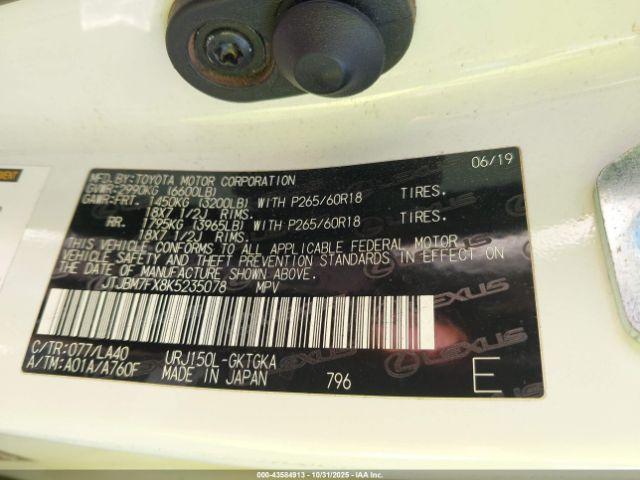 MFD.BY:TOYOTA MOTOR CORPORATION 06/19
GVWR:2990KG (6600LB)
GAWR:FRT. 1450KG (3200LB) WITH P265/60R18 TIRES.
18X7 1/2J RIMS.
RR. 1795KG (3965LB) WITH P265/60R18 TIRES.
18X7 1/2J RIMS.
THIS VEHICLE CONFORMS TO ALL APPLICABLE FEDERAL MOTOR
VEHICLE SAFETY AND THEFT PREVENTION STANDARDS IN EFFECT
ON THE DATE OF MANUFACTURE SHOWN ABOVE.
JTJBM7FX8K5235078 MPV
LEXUS
C/TR:077/LA40 URJ150L-GKTGKA
A/TM:A01A/A760F MADE IN JAPAN 796 E
000-43584913 - 10/31/2025 - IAA Inc.